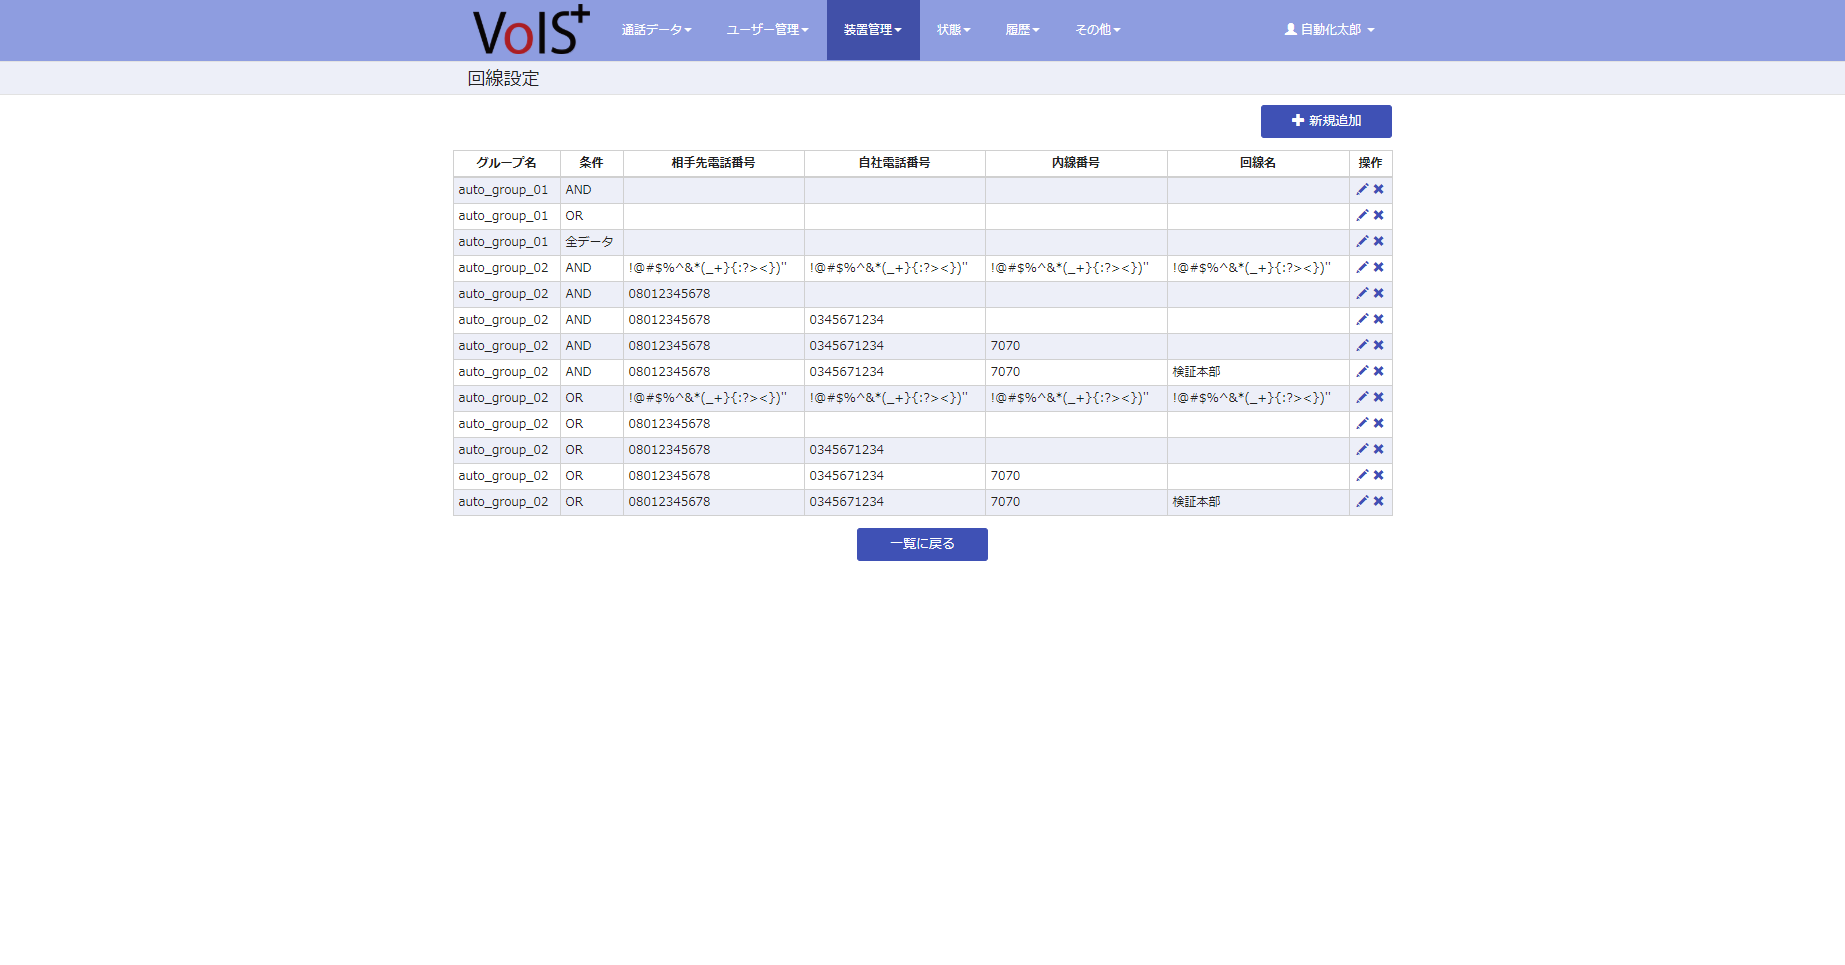 VoIS+ 通話データ ユーザー管理 装置管理 状態 履歴 その他 自動化太郎
回線設定
新規追加
グループ名 条件 相手先電話番号 自社電話番号 内線番号 回線名 操作
auto_group_01 AND
auto_group_01 OR
auto_group_01 全データ
auto_group_02 AND !@#$%^&*(_+}{:?><})" !@#$%^&*(_+}{:?><})" !@#$%^&*(_+}{:?><})" !@#$%^&*(_+}{:?><})"
auto_group_02 AND 08012345678
auto_group_02 AND 08012345678 0345671234
auto_group_02 AND 08012345678 0345671234 7070
auto_group_02 AND 08012345678 0345671234 7070 検証本部
auto_group_02 OR !@#$%^&*(_+}{:?><})" !@#$%^&*(_+}{:?><})" !@#$%^&*(_+}{:?><})" !@#$%^&*(_+}{:?><})"
auto_group_02 OR 08012345678
auto_group_02 OR 08012345678 0345671234
auto_group_02 OR 08012345678 0345671234 7070
auto_group_02 OR 08012345678 0345671234 7070 検証本部
一覧に戻る